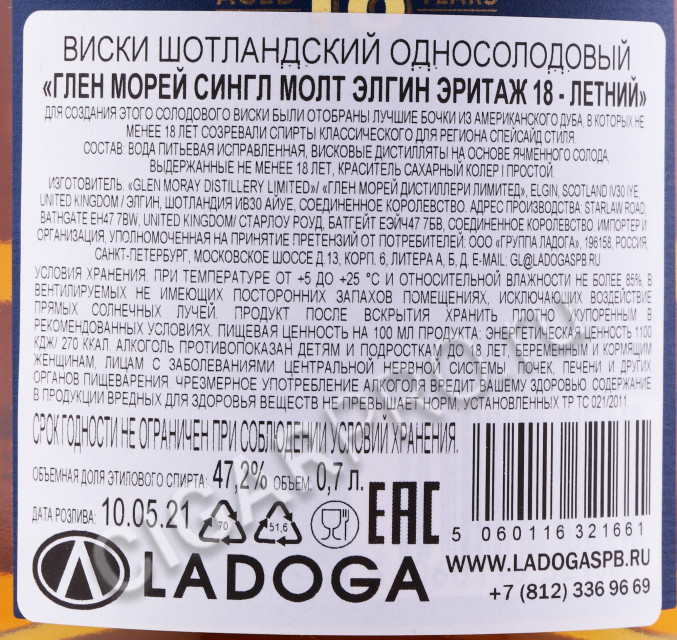 AGED 18 YEARS
ВИСКИ ШОТЛАНДСКИЙ ОДНОСОЛОДОВЫЙ
«ГЛЕН МОРЕЙ СИНГЛ МОЛТ ЭЛГИН ЭРИТАЖ 18 - ЛЕТНИЙ»
ДЛЯ СОЗДАНИЯ ЭТОГО СОЛОДОВОГО ВИСКИ БЫЛИ ОТОБРАНЫ ЛУЧШИЕ БОЧКИ ИЗ АМЕРИКАНСКОГО ДУБА, В КОТОРЫХ НЕ
МЕНЕЕ 18 ЛЕТ СОЗРЕВАЛИ СПИРТЫ КЛАССИЧЕСКОГО ДЛЯ РЕГИОНА СПЕЙСАЙД СТИЛЯ.
СОСТАВ: ВОДА ПИТЬЕВАЯ ИСПРАВЛЕННАЯ, ВИСКОВЫЕ ДИСТИЛЛЯТЫ НА ОСНОВЕ ЯЧМЕННОГО СОЛОДА,
ВЫДЕРЖАННЫЕ НЕ МЕНЕЕ 18 ЛЕТ, КРАСИТЕЛЬ САХАРНЫЙ КОЛЕР I ПРОСТОЙ.
ИЗГОТОВИТЕЛЬ: «GLEN MORAY DISTILLERY LIMITED»/ «ГЛЕН МОРЕЙ ДИСТИЛЛЕРИ ЛИМИТЕД», ELGIN, SCOTLAND IV30 IYE,
UNITED KINGDOM / ЭЛГИН, ШОТЛАНДИЯ ИВ30 АЙУЕ, СОЕДИНЕННОЕ КОРОЛЕВСТВО. АДРЕС ПРОИЗВОДСТВА: STARLAW ROAD,
BATHGATE EH47 7BW, UNITED KINGDOM/ СТАРЛОУ РОУД, БАТГЕЙТ ЕЭЙЧ47 7БВ, СОЕДИНЕННОЕ КОРОЛЕВСТВО. ИМПОРТЕР И
ОРГАНИЗАЦИЯ, УПОЛНОМОЧЕННАЯ НА ПРИНЯТИЕ ПРЕТЕНЗИЙ ОТ ПОТРЕБИТЕЛЕЙ: ООО «ГРУППА ЛАДОГА», 196158, РОССИЯ,
САНКТ-ПЕТЕРБУРГ, МОСКОВСКОЕ ШОССЕ Д.13, КОРП. 6, ЛИТЕРА А, Б, Д, E-MAIL: GL@LADOGASPB.RU
УСЛОВИЯ ХРАНЕНИЯ: ПРИ ТЕМПЕРАТУРЕ ОТ +5 ДО +25 °С И ОТНОСИТЕЛЬНОЙ ВЛАЖНОСТИ НЕ БОЛЕЕ 85%, В
ВЕНТИЛИРУЕМЫХ НЕ ИМЕЮЩИХ ПОСТОРОННИХ ЗАПАХОВ ПОМЕЩЕНИЯХ, ИСКЛЮЧАЮЩИХ ВОЗДЕЙСТВИЕ
ПРЯМЫХ СОЛНЕЧНЫХ ЛУЧЕЙ. ПРОДУКТ ПОСЛЕ ВСКРЫТИЯ ХРАНИТЬ ПЛОТНО УКУПОРЕННЫМ В
РЕКОМЕНДОВАННЫХ УСЛОВИЯХ. ПИЩЕВАЯ ЦЕННОСТЬ НА 100 МЛ ПРОДУКТА: ЭНЕРГЕТИЧЕСКАЯ ЦЕННОСТЬ 1100
КДЖ/ 270 ККАЛ. АЛКОГОЛЬ ПРОТИВОПОКАЗАН ДЕТЯМ И ПОДРОСТКАМ ДО 18 ЛЕТ, БЕРЕМЕННЫМ И КОРМЯЩИМ
ЖЕНЩИНАМ, ЛИЦАМ С ЗАБОЛЕВАНИЯМИ ЦЕНТРАЛЬНОЙ НЕРВНОЙ СИСТЕМЫ, ПОЧЕК, ПЕЧЕНИ И ДРУГИХ
ОРГАНОВ ПИЩЕВАРЕНИЯ. ЧРЕЗМЕРНОЕ УПОТРЕБЛЕНИЕ АЛКОГОЛЯ ВРЕДИТ ВАШЕМУ ЗДОРОВЬЮ. СОДЕРЖАНИЕ
В ПРОДУКЦИИ ВРЕДНЫХ ДЛЯ ЗДОРОВЬЯ ВЕЩЕСТВ НЕ ПРЕВЫШАЕТ НОРМ, УСТАНОВЛЕННЫХ ТР ТС 021/2011.
СРОК ГОДНОСТИ НЕ ОГРАНИЧЕН ПРИ СОБЛЮДЕНИИ УСЛОВИЙ ХРАНЕНИЯ.
ОБЪЕМНАЯ ДОЛЯ ЭТИЛОВОГО СПИРТА: 47,2% ОБЪЕМ: 0,7 Л.
ДАТА РОЗЛИВА: 10.05.21
70
51,6
EAC
5 060116 321661
LADOGA
WWW.LADOGASPB.RU
+7 (812) 336 96 69
CIGARPRO.RU